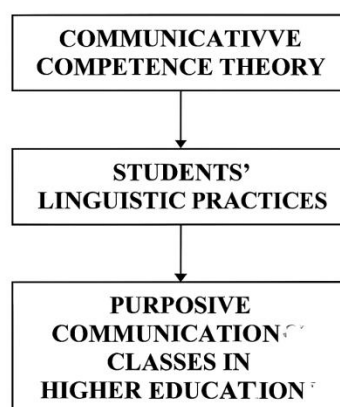 COMMUNICATIVVE
COMPETENCE THEORY
STUDENTS’
LINGUISTIC PRACTICES
PURPOSIVE
COMMUNICATION
CLASSES IN
HIGHER EDUCATION